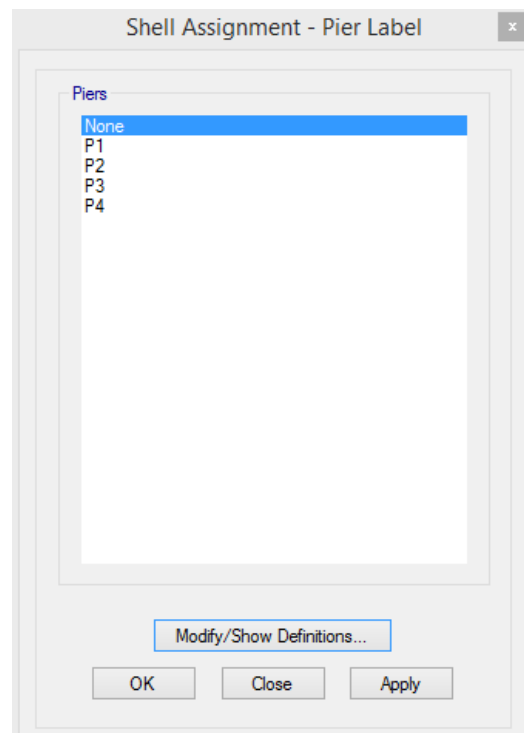 Shell Assignment - Pier Label
x
Piers
None
P1
P2
P3
P4
Modify/Show Definitions...
OK Close Apply